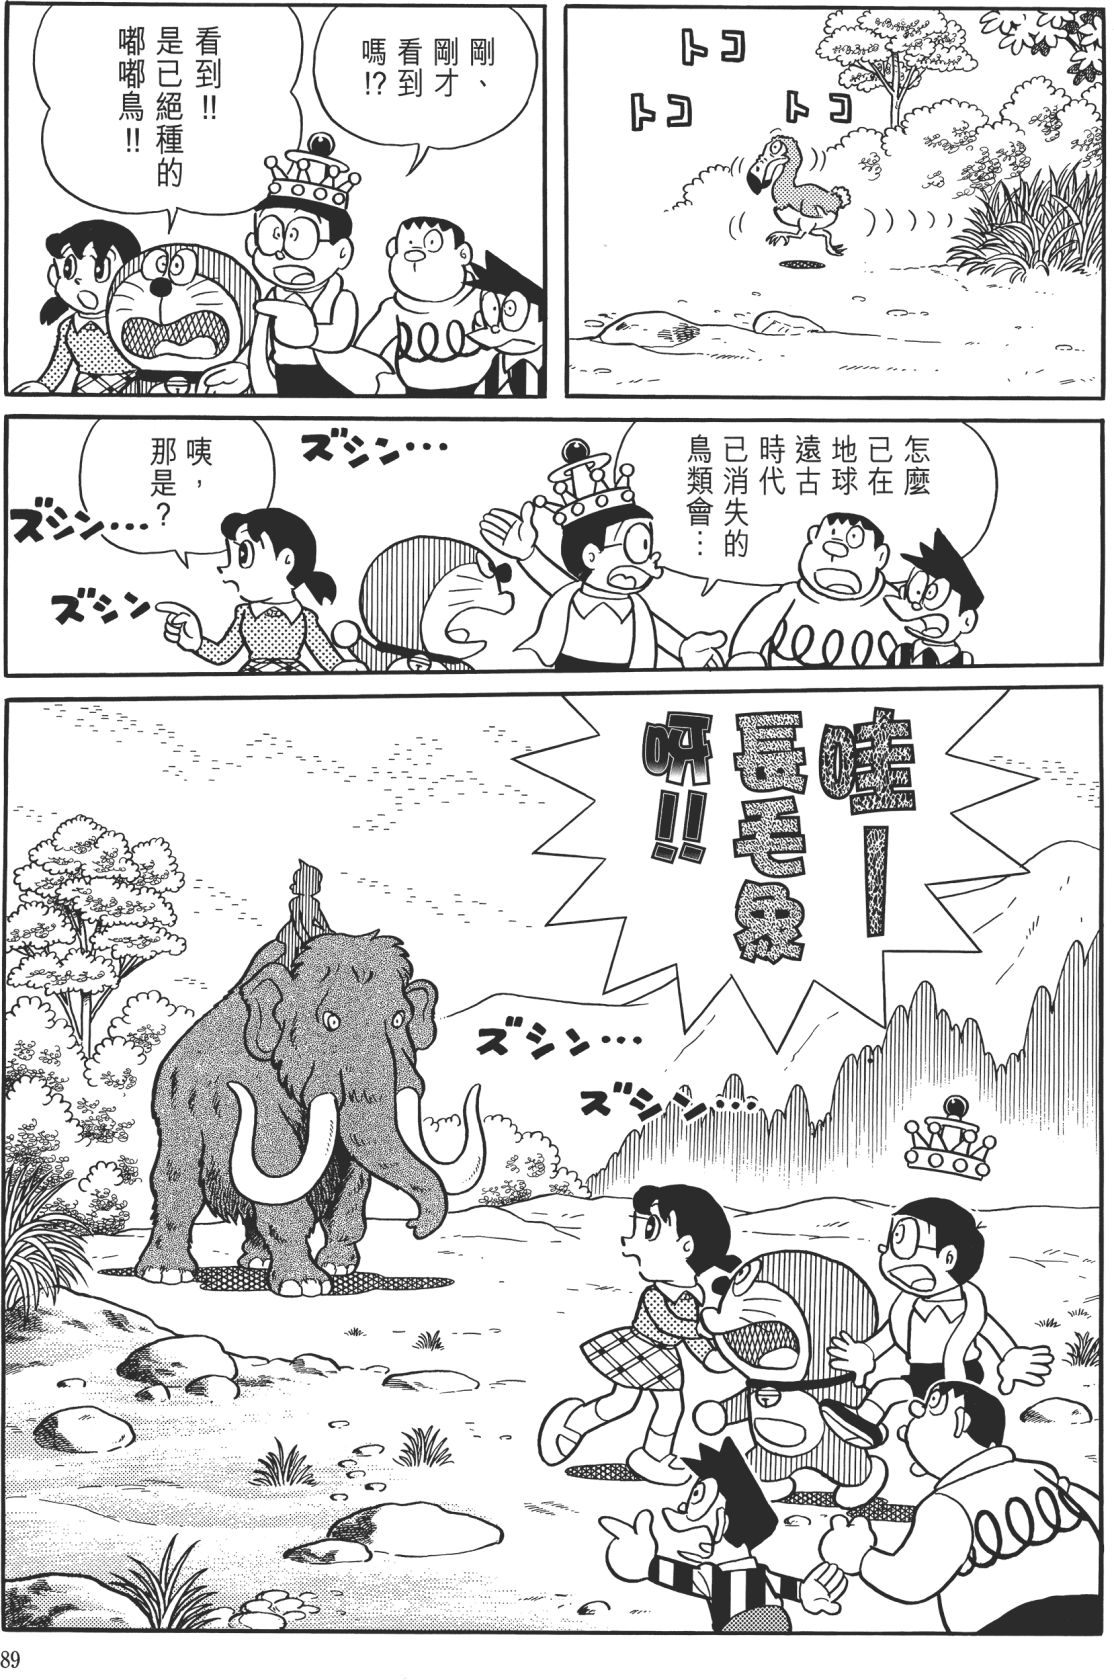 トコ
トコ
トコ
剛、
剛才
看到
嗎!?
看到!!
是已絕種的
嘟嘟鳥!!
怎麼
已在
地球
遠古
時代
已消失的
鳥類會…
ズシン…
咦，
那是？
ズシン…
ズシン
哇—
長毛象
呀!!
ズシン…
ズシン…
89